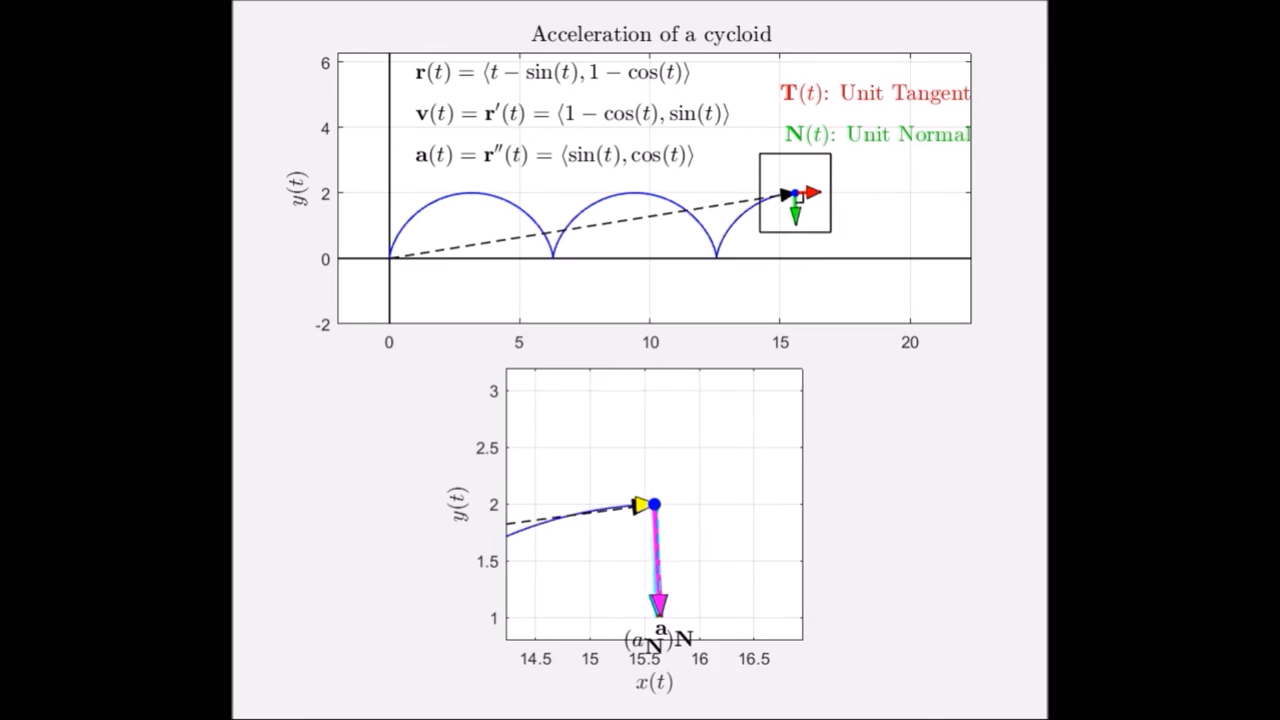 Acceleration of a cycloid
r(t) = ⟨t − sin(t), 1 − cos(t)⟩
v(t) = r′(t) = ⟨1 − cos(t), sin(t)⟩
a(t) = r″(t) = ⟨sin(t), cos(t)⟩
T(t): Unit Tangent
N(t): Unit Normal
y(t)
6
4
2
0
-2
0 5 10 15 20
y(t)
3
2.5
2
1.5
1
a
(a_N)N
14.5 15 15.5 16 16.5
x(t)